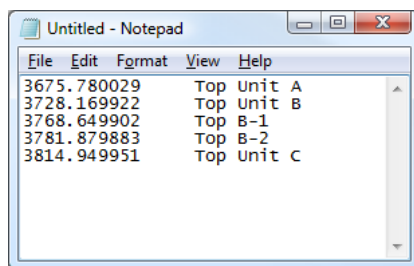 Untitled - Notepad
File Edit Format View Help
3675.780029 Top Unit A
3728.169922 Top Unit B
3768.649902 Top B-1
3781.879883 Top B-2
3814.949951 Top Unit C